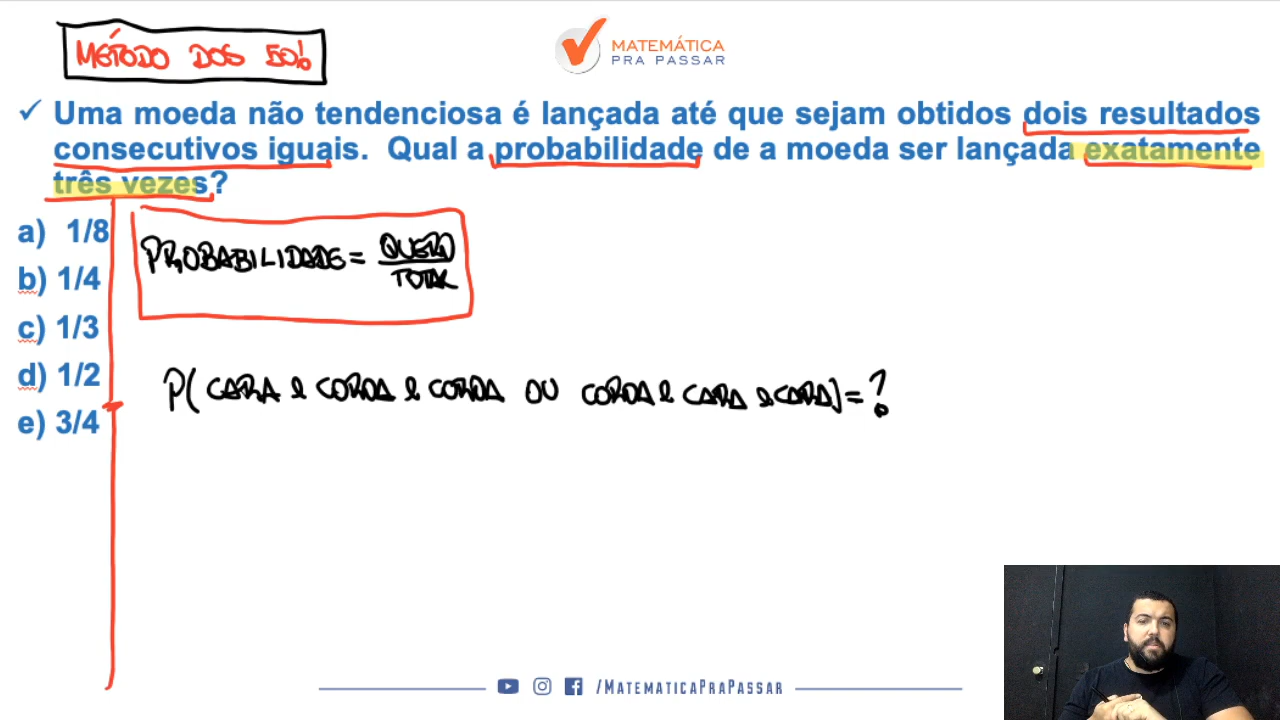 MÉTODO DOS 50!
MATEMÁTICA
PRA PASSAR
✓ Uma moeda não tendenciosa é lançada até que sejam obtidos dois resultados
consecutivos iguais. Qual a probabilidade de a moeda ser lançada exatamente
três vezes?
a) 1/8
b) 1/4
c) 1/3
d) 1/2
e) 3/4
PROBABILIDADE = QUERO
TOTAL
P( CARA e COROA e COROA OU COROA e CARA e CARA) = ?
/MatematicaPraPassar